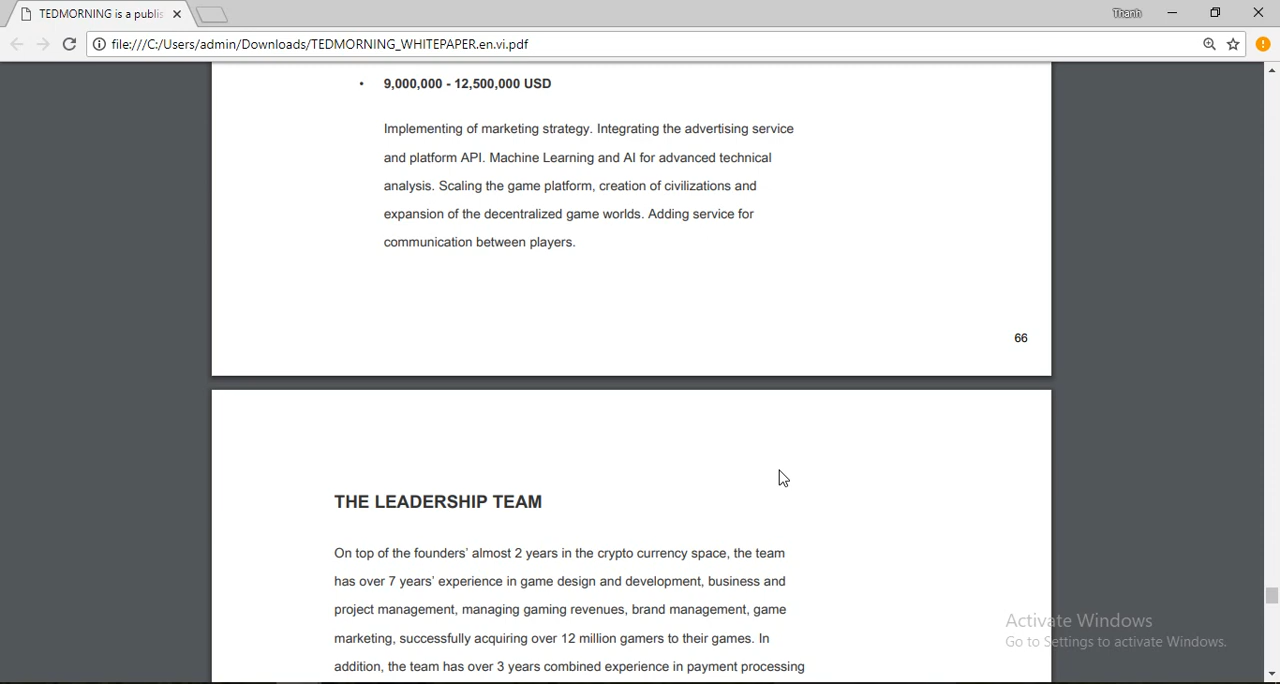 TEDMORNING is a publis
Thanh
file:///C:/Users/admin/Downloads/TEDMORNING_WHITEPAPER.en.vi.pdf
• 9,000,000 - 12,500,000 USD
Implementing of marketing strategy. Integrating the advertising service
and platform API. Machine Learning and AI for advanced technical
analysis. Scaling the game platform, creation of civilizations and
expansion of the decentralized game worlds. Adding service for
communication between players.
66
THE LEADERSHIP TEAM
On top of the founders' almost 2 years in the crypto currency space, the team
has over 7 years' experience in game design and development, business and
project management, managing gaming revenues, brand management, game
marketing, successfully acquiring over 12 million gamers to their games. In
addition, the team has over 3 years combined experience in payment processing
Activate Windows
Go to Settings to activate Windows.